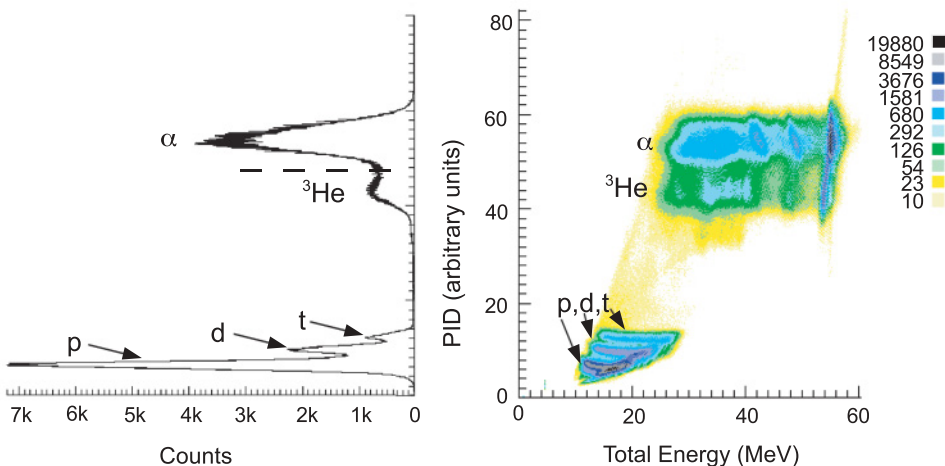 α
³He
p
d
t
7k 6k 5k 4k 3k 2k 1k 0
Counts
PID (arbitrary units)
80
60
40
20
0
α
³He
p,d,t
0 20 40 60
Total Energy (MeV)
19880
8549
3676
1581
680
292
126
54
23
10